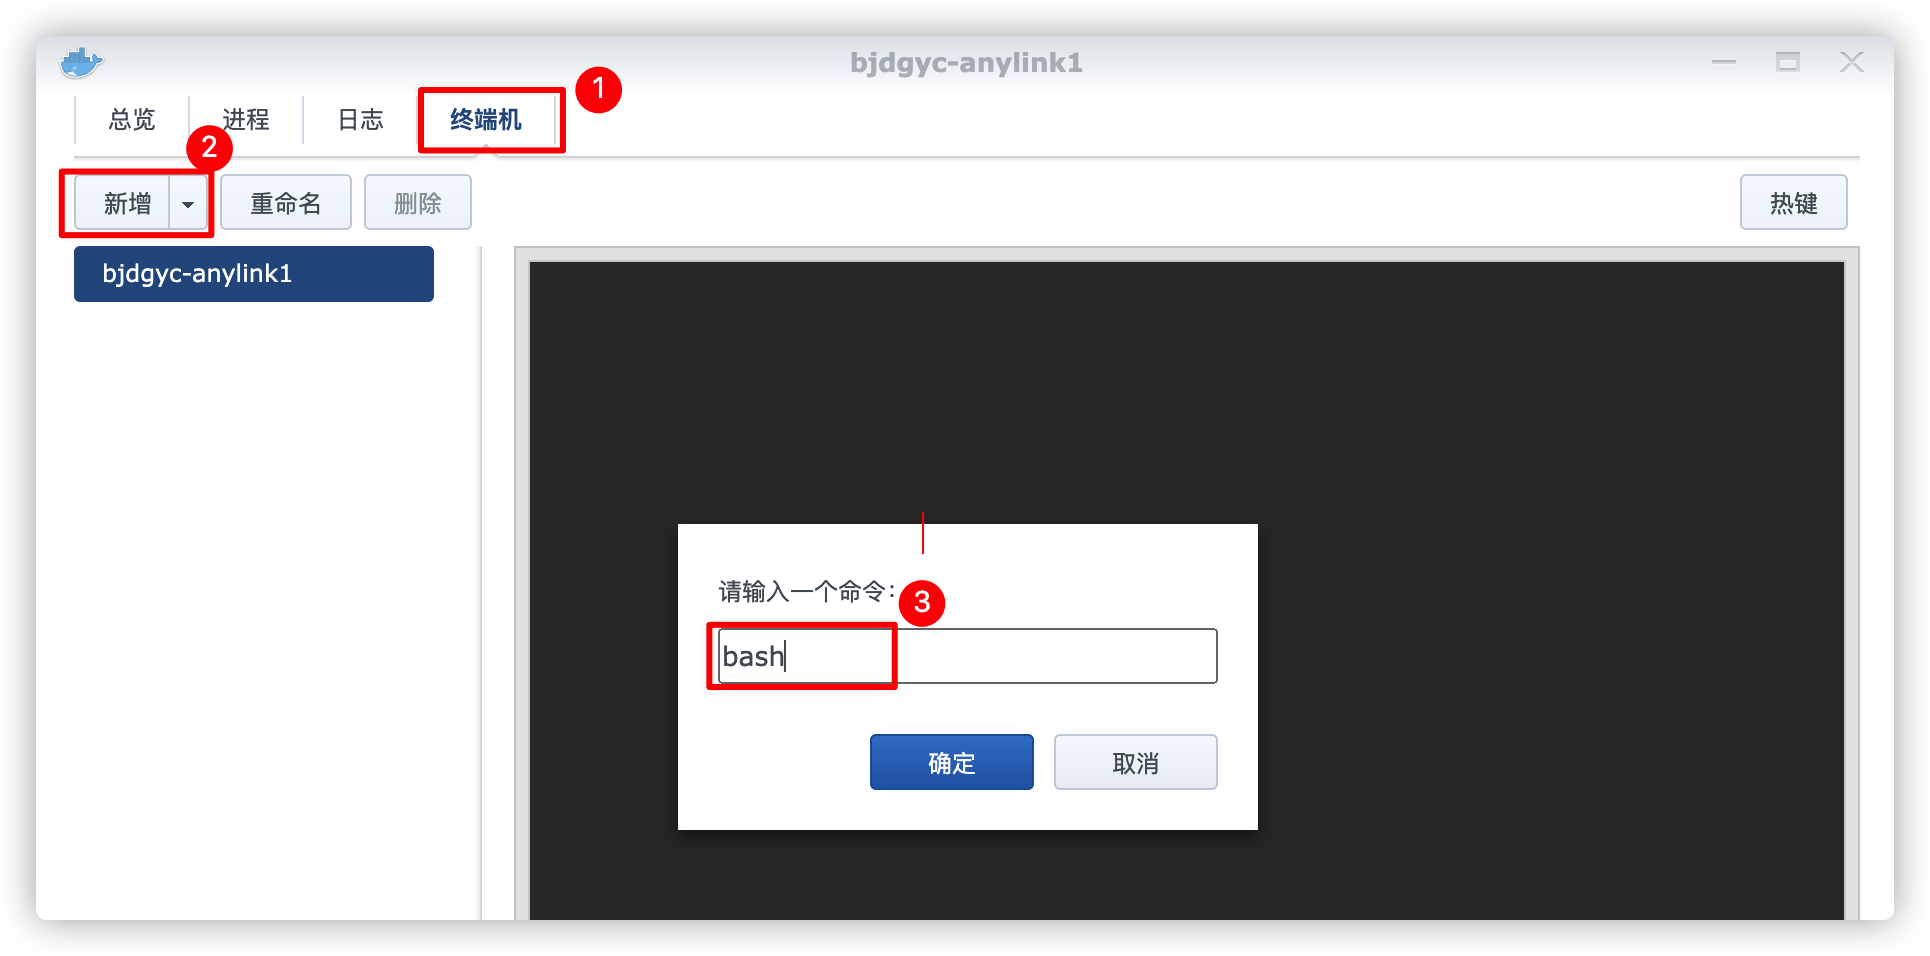 bjdgyc-anylink1
总览 进程 日志 终端机 1
2
新增 重命名 删除 热键
bjdgyc-anylink1
请输入一个命令： 3
bash
确定 取消